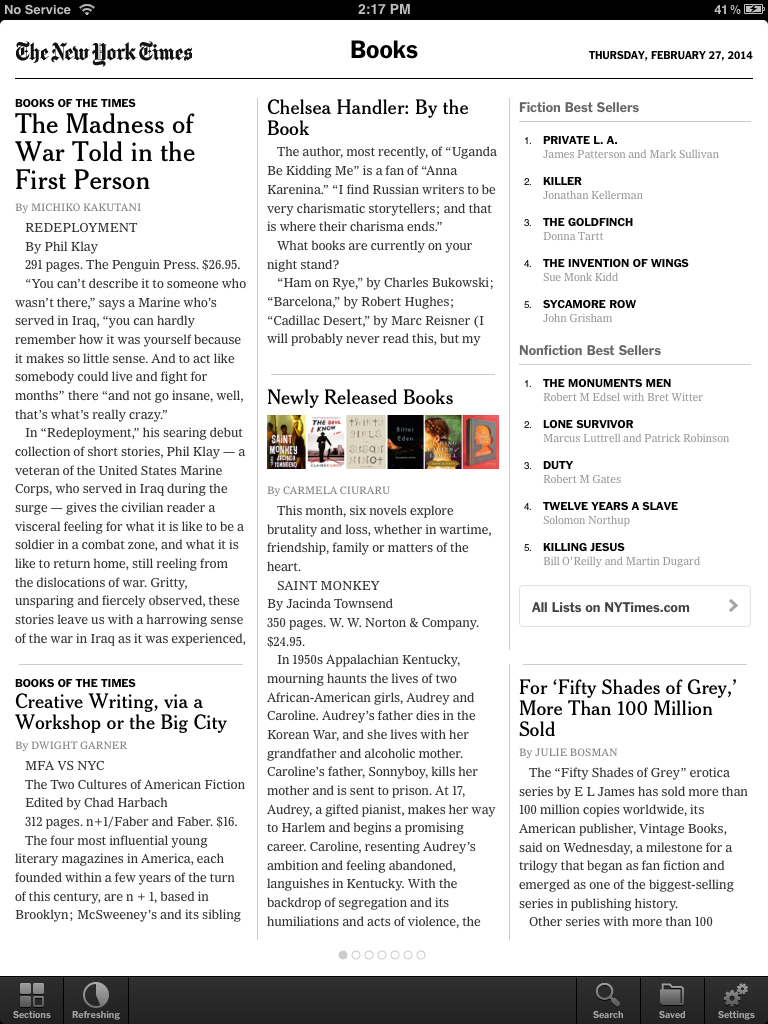 No Service
2:17 PM
41 %
The New York Times
Books
THURSDAY, FEBRUARY 27, 2014
BOOKS OF THE TIMES
The Madness of
War Told in the
First Person
By MICHIKO KAKUTANI
REDEPLOYMENT
By Phil Klay
291 pages. The Penguin Press. $26.95.
“You can’t describe it to someone who
wasn’t there,” says a Marine who’s
served in Iraq, “you can hardly
remember how it was yourself because
it makes so little sense. And to act like
somebody could live and fight for
months” there “and not go insane, well,
that’s what’s really crazy.”
In “Redeployment,” his searing debut
collection of short stories, Phil Klay — a
veteran of the United States Marine
Corps, who served in Iraq during the
surge — gives the civilian reader a
visceral feeling for what it is like to be a
soldier in a combat zone, and what it is
like to return home, still reeling from
the dislocations of war. Gritty,
unsparing and fiercely observed, these
stories leave us with a harrowing sense
of the war in Iraq as it was experienced,
BOOKS OF THE TIMES
Creative Writing, via a
Workshop or the Big City
By DWIGHT GARNER
MFA VS NYC
The Two Cultures of American Fiction
Edited by Chad Harbach
312 pages. n+1/Faber and Faber. $16.
The four most influential young
literary magazines in America, each
founded within a few years of the turn
of this century, are n + 1, based in
Brooklyn; McSweeney’s and its sibling
Chelsea Handler: By the
Book
The author, most recently, of “Uganda
Be Kidding Me” is a fan of “Anna
Karenina.” “I find Russian writers to be
very charismatic storytellers; and that
is where their charisma ends.”
What books are currently on your
night stand?
“Ham on Rye,” by Charles Bukowski;
“Barcelona,” by Robert Hughes;
“Cadillac Desert,” by Marc Reisner (I
will probably never read this, but my
Newly Released Books
SAINT
MONKEY
JACINDA
TOWNSEND
THE DEVIL
I KNOW
THIRTY
GIRLS
SUSAN
MINOT
Bitter
Eden
By CARMELA CIURARU
This month, six novels explore
brutality and loss, whether in wartime,
friendship, family or matters of the
heart.
SAINT MONKEY
By Jacinda Townsend
350 pages. W. W. Norton & Company.
$24.95.
In 1950s Appalachian Kentucky,
mourning haunts the lives of two
African-American girls, Audrey and
Caroline. Audrey’s father dies in the
Korean War, and she lives with her
grandfather and alcoholic mother.
Caroline’s father, Sonnyboy, kills her
mother and is sent to prison. At 17,
Audrey, a gifted pianist, makes her way
to Harlem and begins a promising
career. Caroline, resenting Audrey’s
ambition and feeling abandoned,
languishes in Kentucky. With the
backdrop of segregation and its
humiliations and acts of violence, the
Fiction Best Sellers
1. PRIVATE L. A.
James Patterson and Mark Sullivan
2. KILLER
Jonathan Kellerman
3. THE GOLDFINCH
Donna Tartt
4. THE INVENTION OF WINGS
Sue Monk Kidd
5. SYCAMORE ROW
John Grisham
Nonfiction Best Sellers
1. THE MONUMENTS MEN
Robert M Edsel with Bret Witter
2. LONE SURVIVOR
Marcus Luttrell and Patrick Robinson
3. DUTY
Robert M Gates
4. TWELVE YEARS A SLAVE
Solomon Northup
5. KILLING JESUS
Bill O’Reilly and Martin Dugard
All Lists on NYTimes.com
For ‘Fifty Shades of Grey,’
More Than 100 Million
Sold
By JULIE BOSMAN
The “Fifty Shades of Grey” erotica
series by E L James has sold more than
100 million copies worldwide, its
American publisher, Vintage Books,
said on Wednesday, a milestone for a
trilogy that began as fan fiction and
emerged as one of the biggest-selling
series in publishing history.
Other series with more than 100
Sections
Refreshing
Search
Saved
Settings